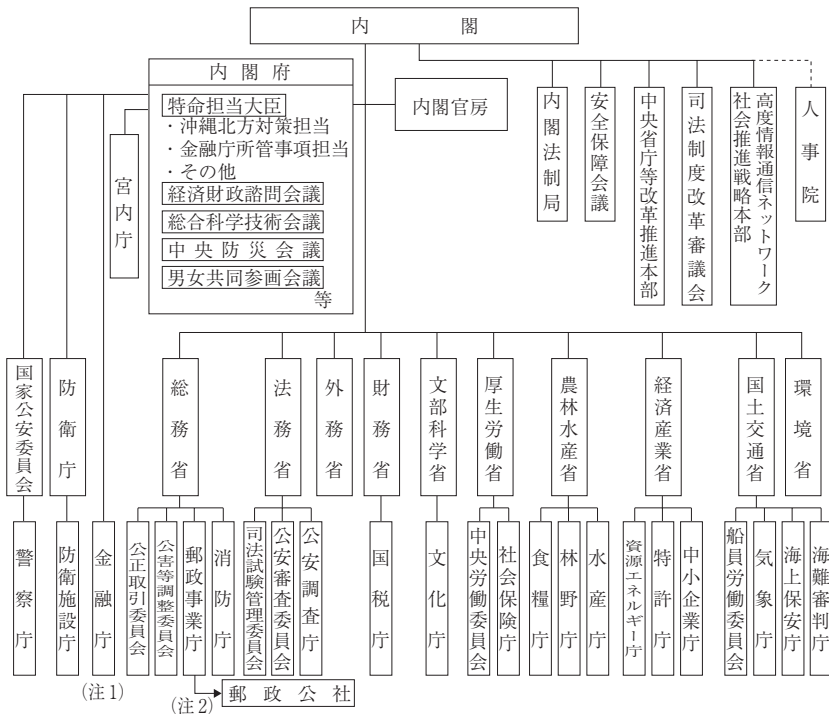 内閣
内閣府
特命担当大臣
・沖縄北方対策担当
・金融庁所管事項担当
・その他
経済財政諮問会議
総合科学技術会議
中央防災会議
男女共同参画会議
等
宮内庁
内閣官房
内閣法制局
安全保障会議
中央省庁等改革推進本部
司法制度改革審議会
高度情報通信ネットワーク
社会推進戦略本部
人事院
国家公安委員会
防衛庁
総務省
法務省
外務省
財務省
文部科学省
厚生労働省
農林水産省
経済産業省
国土交通省
環境省
警察庁
防衛施設庁
金融庁
公正取引委員会
公害等調整委員会
郵政事業庁
消防庁
司法試験管理委員会
公安審査委員会
公安調査庁
国税庁
文化庁
中央労働委員会
社会保険庁
食糧庁
林野庁
水産庁
資源エネルギー庁
特許庁
中小企業庁
船員労働委員会
気象庁
海上保安庁
海難審判庁
(注1)
(注2)
郵政公社